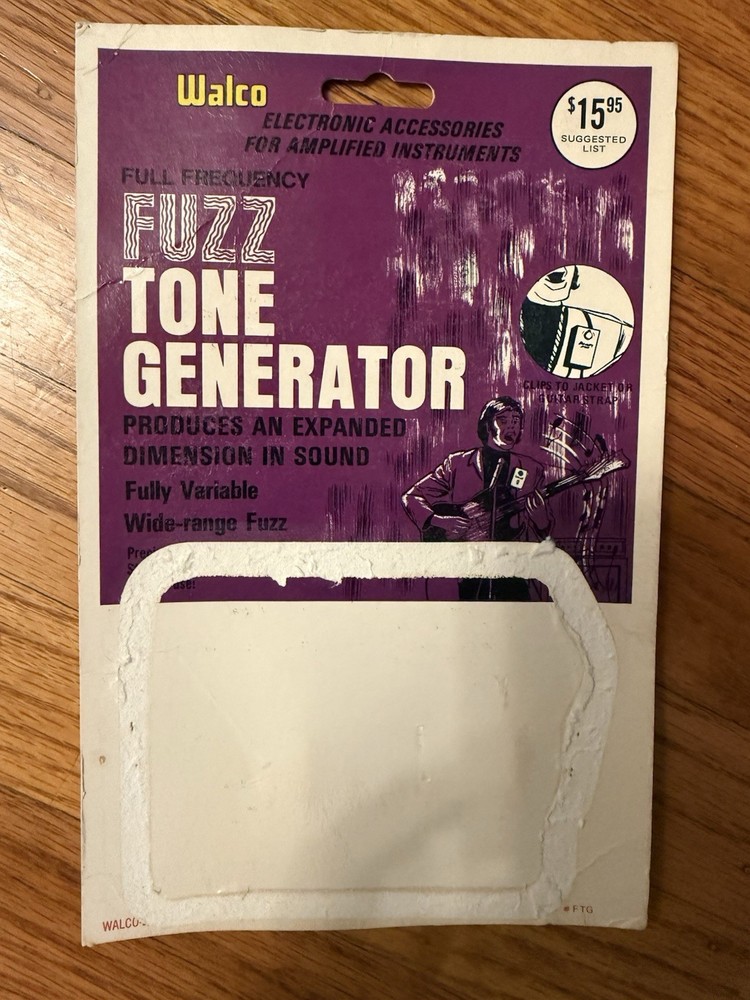 Walco
$15.95
SUGGESTED
LIST
ELECTRONIC ACCESSORIES
FOR AMPLIFIED INSTRUMENTS
FULL FREQUENCY
FUZZ
TONE
GENERATOR
CLIPS TO JACKET OR
GUITAR STRAP
PRODUCES AN EXPANDED
DIMENSION IN SOUND
Fully Variable
Wide-range Fuzz
WALCO-
#FTG